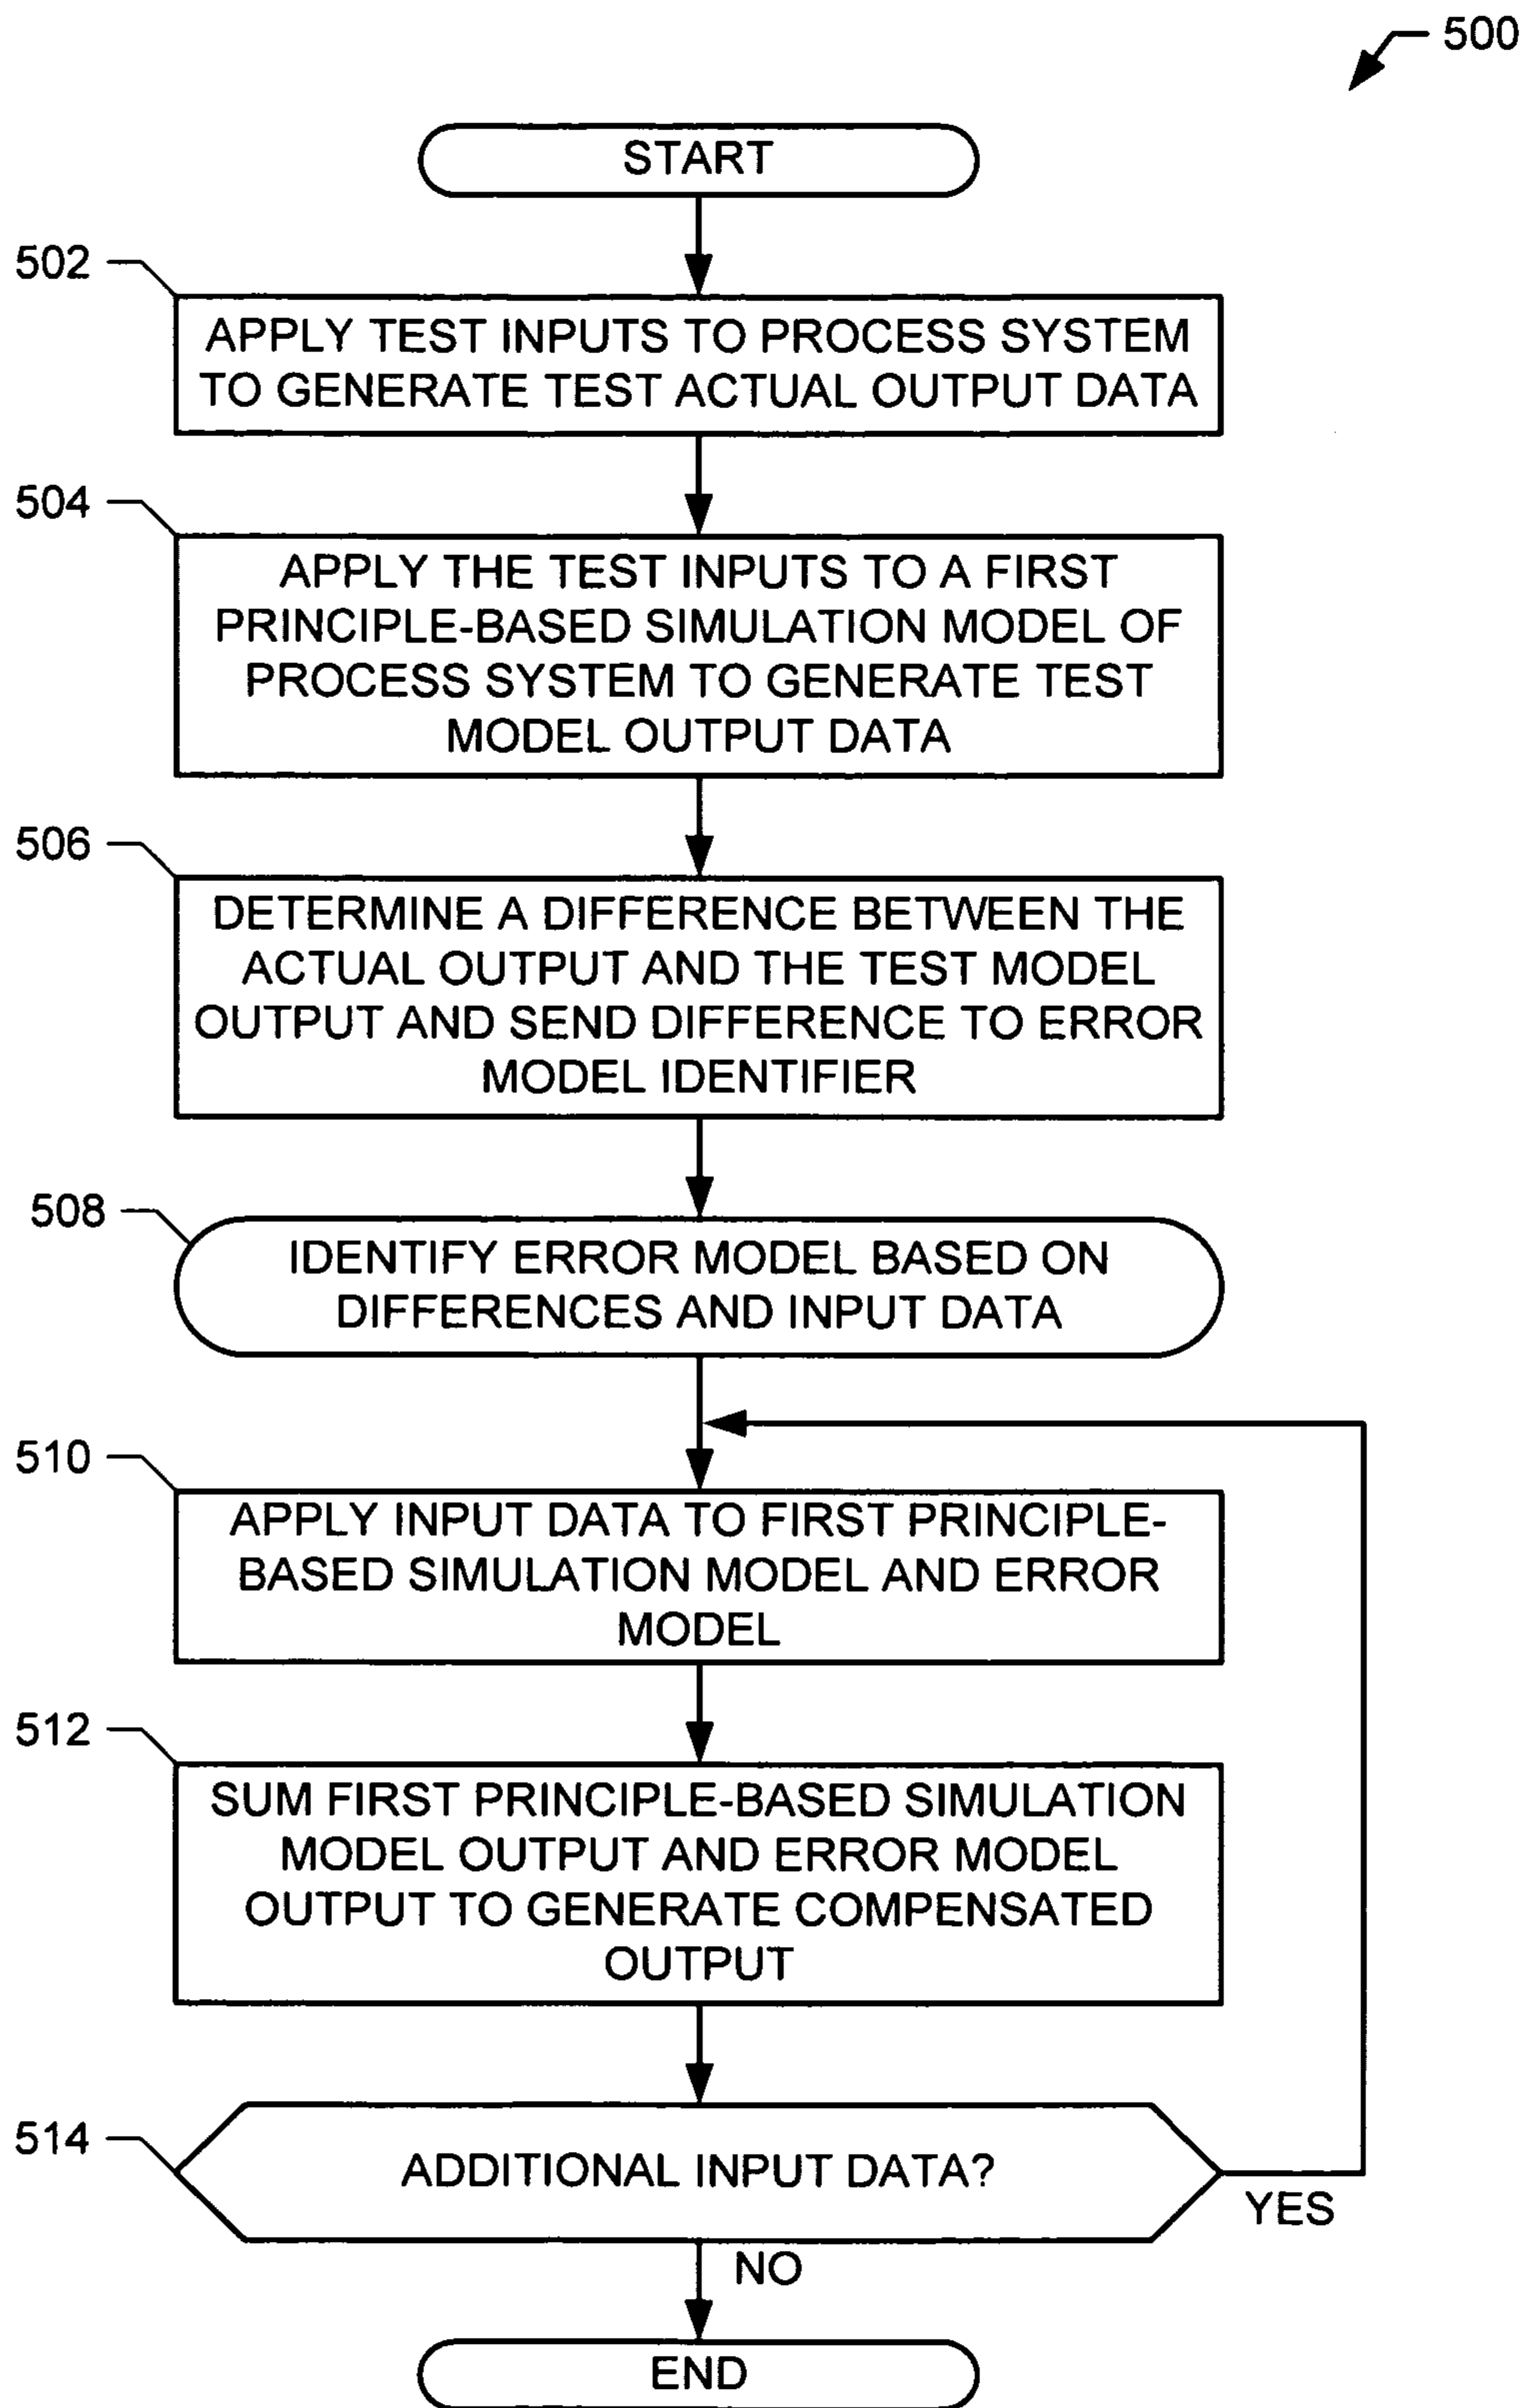 500
START
502
APPLY TEST INPUTS TO PROCESS SYSTEM
TO GENERATE TEST ACTUAL OUTPUT DATA
504
APPLY THE TEST INPUTS TO A FIRST
PRINCIPLE-BASED SIMULATION MODEL OF
PROCESS SYSTEM TO GENERATE TEST
MODEL OUTPUT DATA
506
DETERMINE A DIFFERENCE BETWEEN THE
ACTUAL OUTPUT AND THE TEST MODEL
OUTPUT AND SEND DIFFERENCE TO ERROR
MODEL IDENTIFIER
508
IDENTIFY ERROR MODEL BASED ON
DIFFERENCES AND INPUT DATA
510
APPLY INPUT DATA TO FIRST PRINCIPLE-
BASED SIMULATION MODEL AND ERROR
MODEL
512
SUM FIRST PRINCIPLE-BASED SIMULATION
MODEL OUTPUT AND ERROR MODEL
OUTPUT TO GENERATE COMPENSATED
OUTPUT
514
ADDITIONAL INPUT DATA?
YES
NO
END